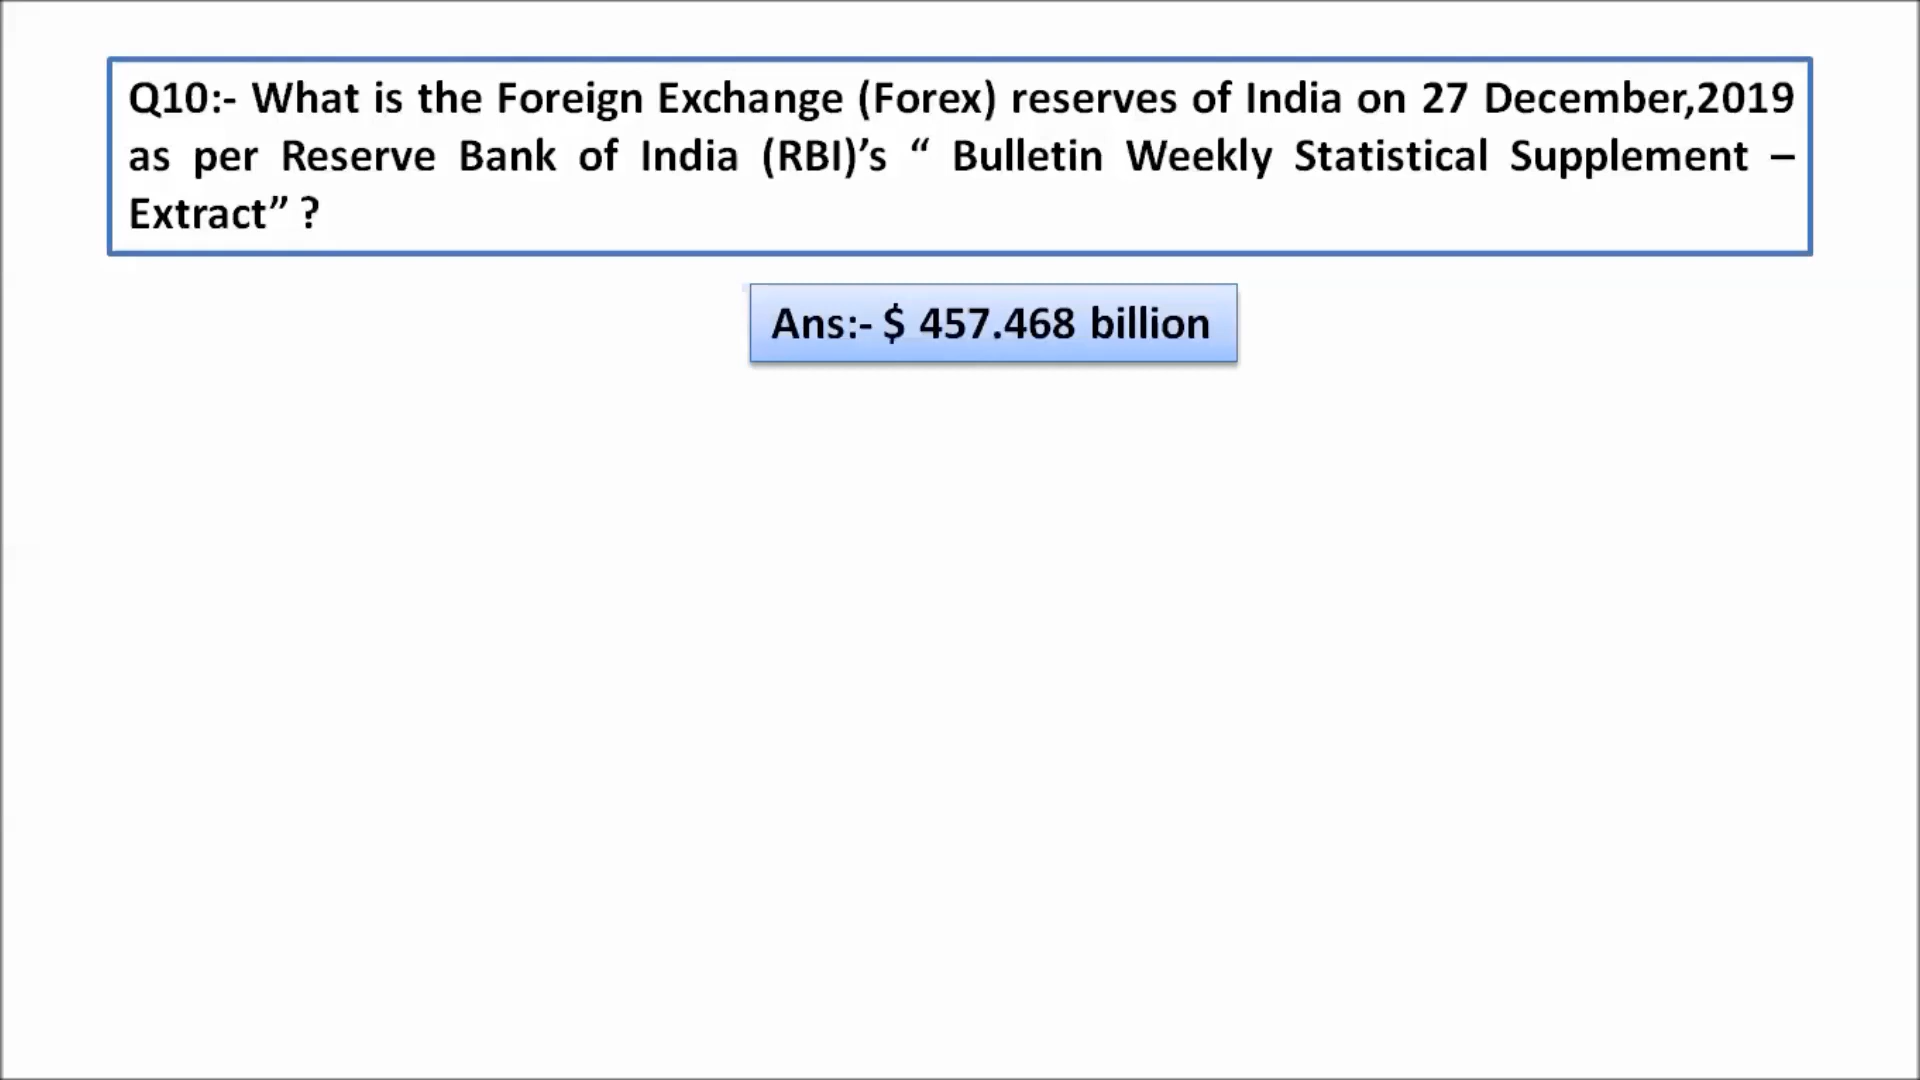 Q10:- What is the Foreign Exchange (Forex) reserves of India on 27 December,2019
as per Reserve Bank of India (RBI)’s “ Bulletin Weekly Statistical Supplement –
Extract” ?
Ans:- $ 457.468 billion